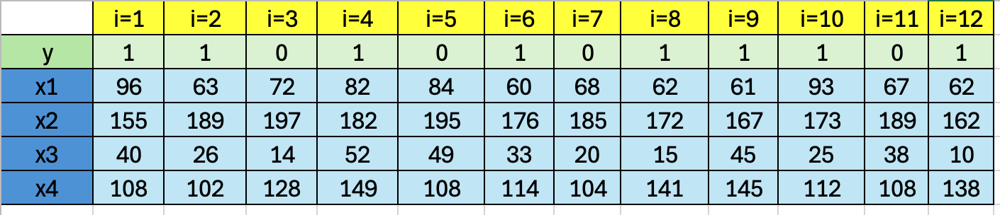 i=1 i=2 i=3 i=4 i=5 i=6 i=7 i=8 i=9 i=10 i=11 i=12
y 1 1 0 1 0 1 0 1 1 1 0 1
x1 96 63 72 82 84 60 68 62 61 93 67 62
x2 155 189 197 182 195 176 185 172 167 173 189 162
x3 40 26 14 52 49 33 20 15 45 25 38 10
x4 108 102 128 149 108 114 104 141 145 112 108 138